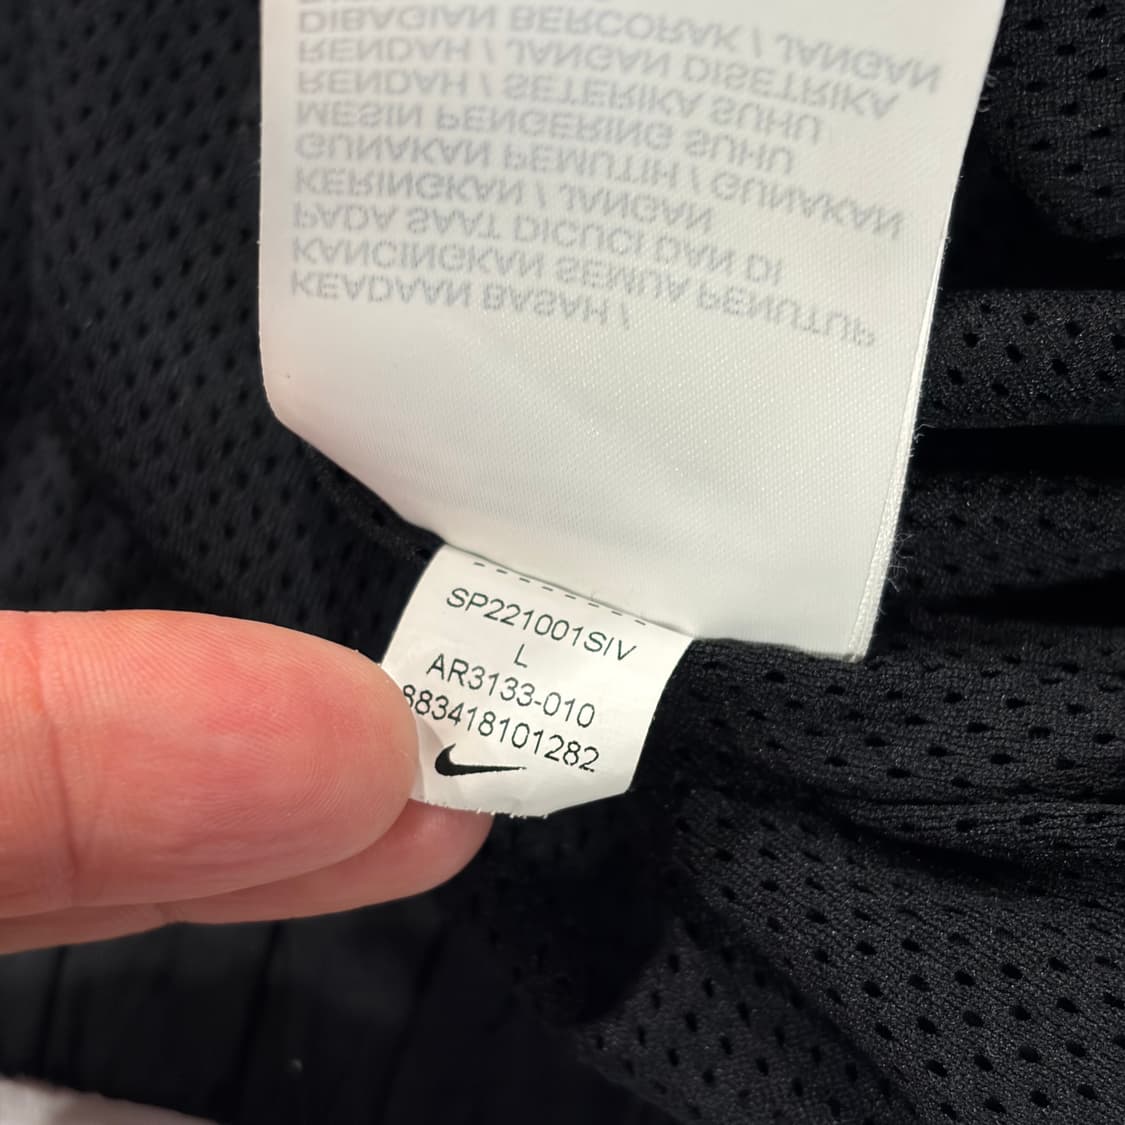 KEADAAN BASAH /
KANCINGKAN SEMUA PENUTUP
PADA SAAT DICUCI DAN DI
KERINGKAN / JANGAN
GUNAKAN PEMUTIH / GUNAKAN
MESIN PENGERING SUHU
RENDAH / SETERIKA SUHU
RENDAH / JANGAN DISETRIKA
DIBAGIAN BERCORAK / JANGAN
SP221001SIV
L
AR3133-010
883418101282